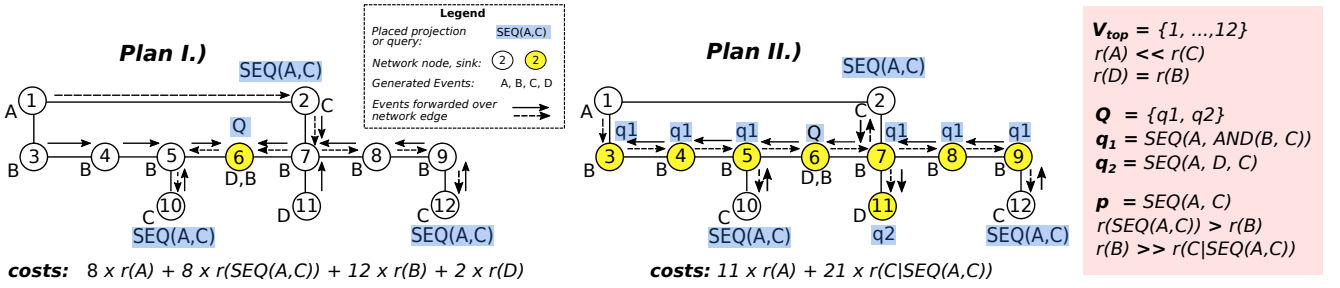 Plan I.)
SEQ(A,C)
A
1
2
C
Q
3
4
5
6
7
8
9
B
B
B
D,B
B
B
B
10
11
12
C
D
C
SEQ(A,C)
SEQ(A,C)
costs: 8 x r(A) + 8 x r(SEQ(A,C)) + 12 x r(B) + 2 x r(D)
Legend
Placed projection
or query:
SEQ(A,C)
Network node, sink:
2
2
Generated Events:
A, B, C, D
Events forwarded over
network edge
Plan II.)
SEQ(A,C)
1
2
A
C
q1
q1
q1
Q
q1
q1
q1
3
4
5
6
7
8
9
B
B
B
D,B
B
B
B
10
11
12
C
D
C
SEQ(A,C)
q2
SEQ(A,C)
costs: 11 x r(A) + 21 x r(C|SEQ(A,C))
V_top = {1, ...,12}
r(A) << r(C)
r(D) = r(B)
Q = {q1, q2}
q₁ = SEQ(A, AND(B, C))
q₂ = SEQ(A, D, C)
p = SEQ(A, C)
r(SEQ(A,C)) > r(B)
r(B) >> r(C|SEQ(A,C))